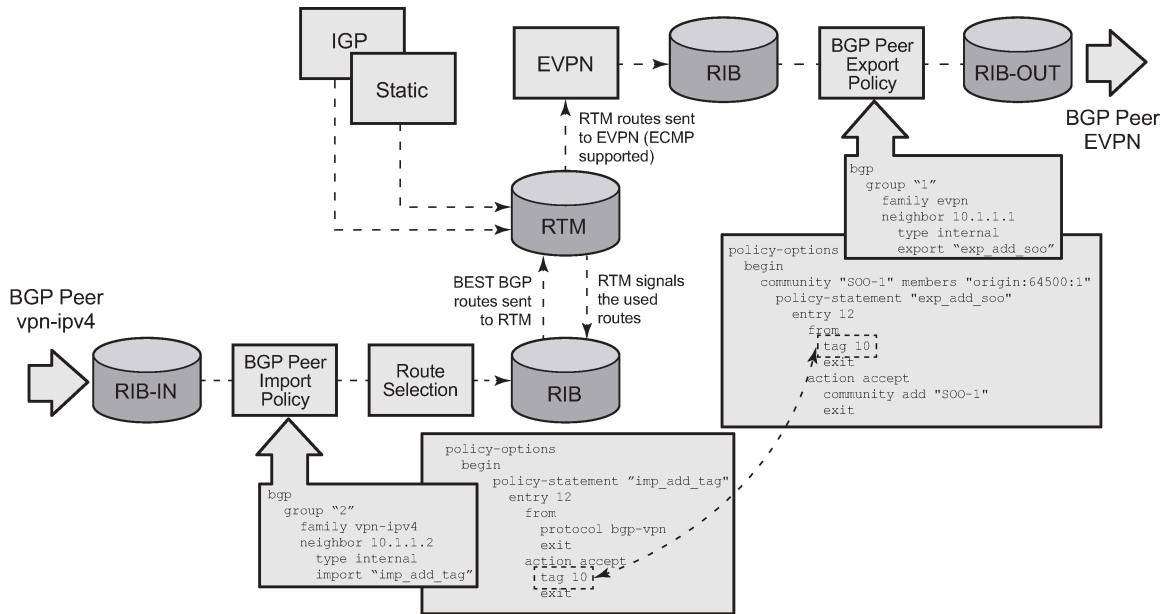 IGP
Static
EVPN
RIB
BGP Peer
Export
Policy
RIB-OUT
BGP Peer
EVPN
RTM routes sent
to EVPN (ECMP
supported)
RTM
BEST BGP
routes sent
to RTM
RTM signals
the used
routes
BGP Peer
vpn-ipv4
RIB-IN
BGP Peer
Import
Policy
Route
Selection
RIB
bgp
group “1”
family evpn
neighbor 10.1.1.1
type internal
export “exp_add_soo”
policy-options
begin
community "SOO-1" members "origin:64500:1"
policy-statement "exp_add_soo"
entry 12
from
tag 10
exit
action accept
community add "SOO-1"
exit
policy-options
begin
policy-statement ”imp_add_tag"
entry 12
from
protocol bgp-vpn
exit
action accept
tag 10
exit
bgp
group “2”
family vpn-ipv4
neighbor 10.1.1.2
type internal
import “imp_add_tag”